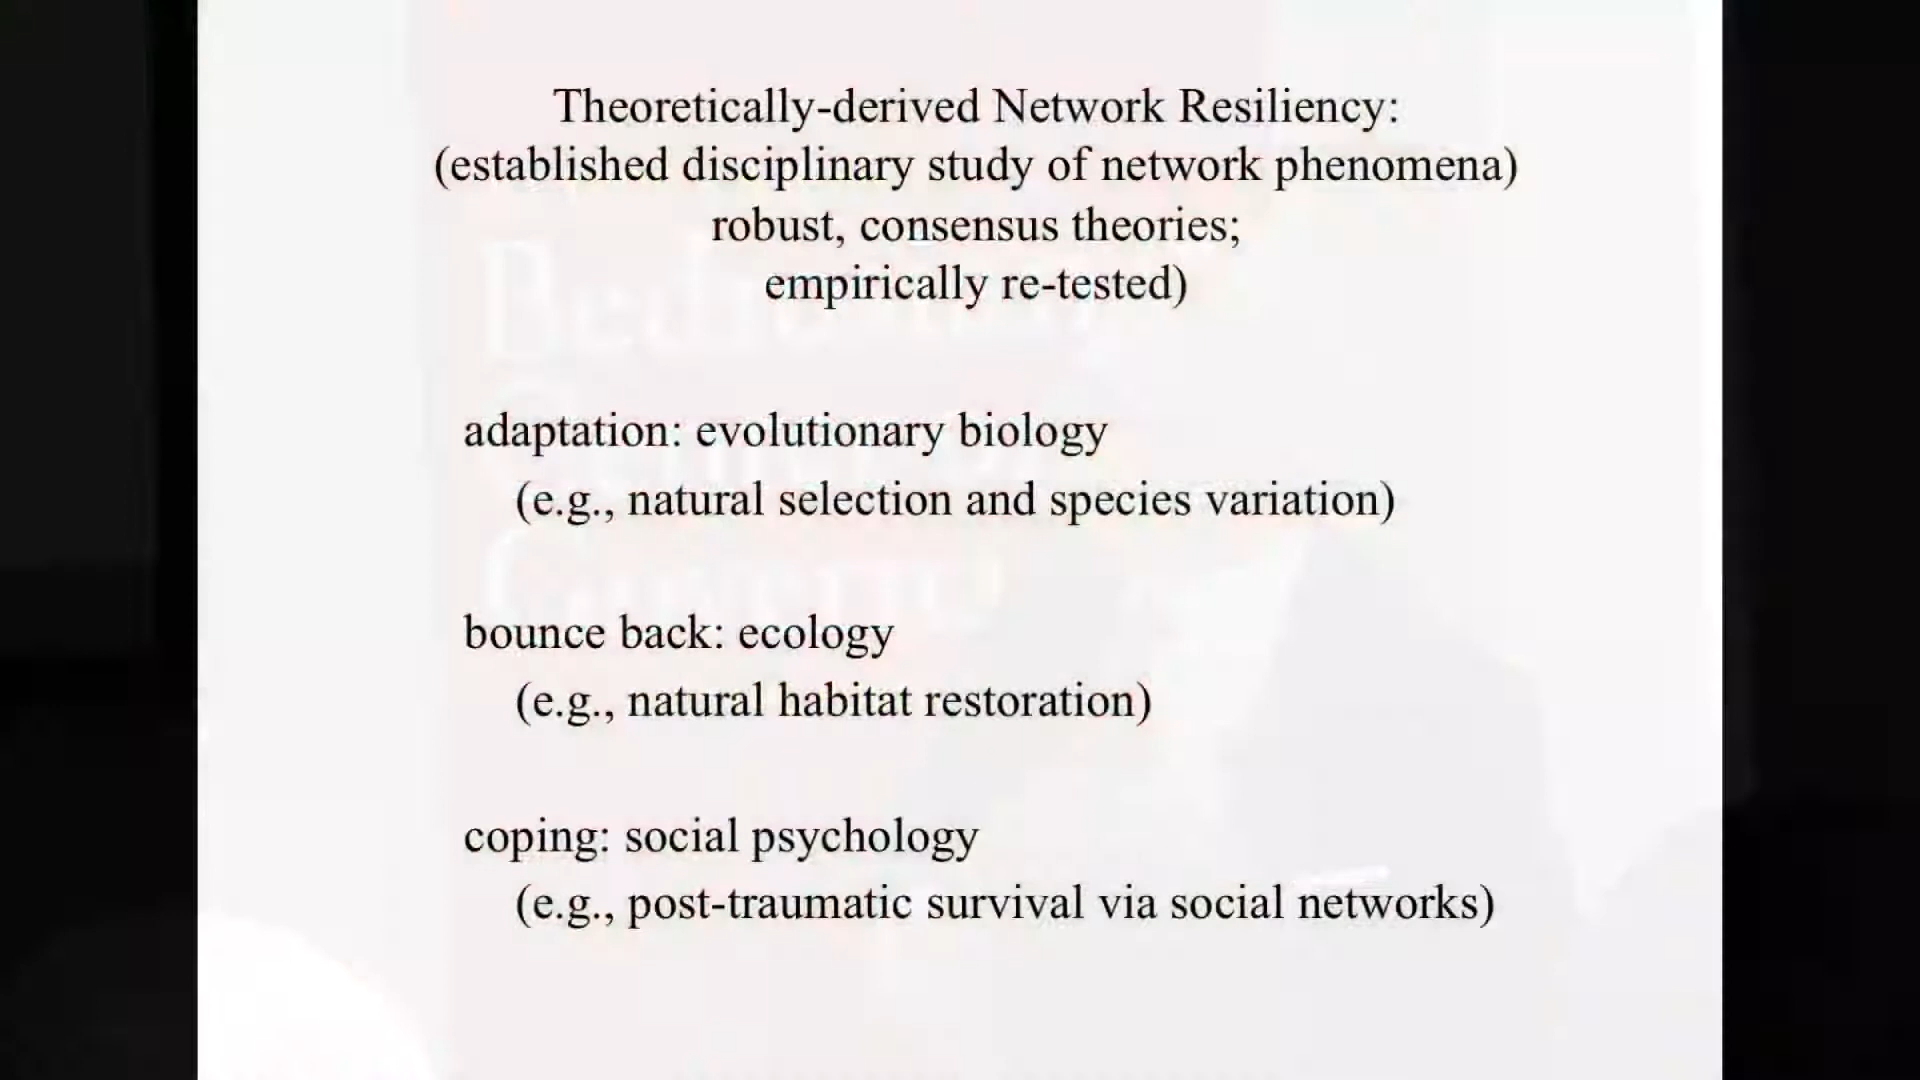 Theoretically-derived Network Resiliency:
(established disciplinary study of network phenomena)
robust, consensus theories;
empirically re-tested)
adaptation: evolutionary biology
(e.g., natural selection and species variation)
bounce back: ecology
(e.g., natural habitat restoration)
coping: social psychology
(e.g., post-traumatic survival via social networks)